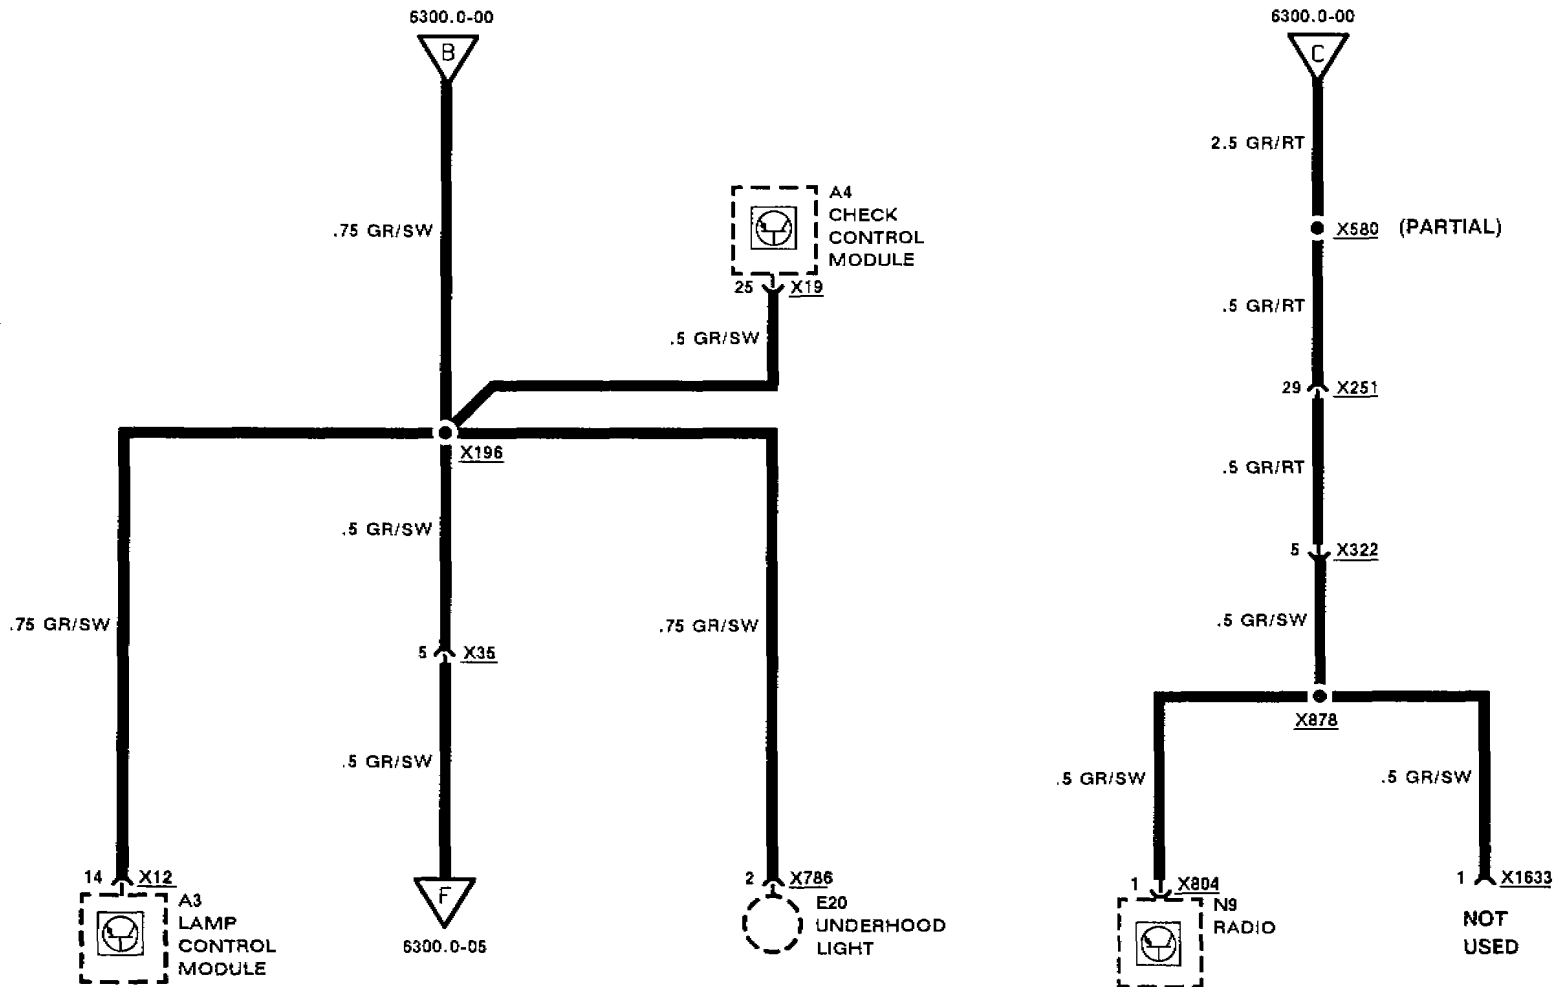 6300.0-00
B
.75 GR/SW
A4
CHECK
CONTROL
MODULE
25 X19
.5 GR/SW
X196
.5 GR/SW
.75 GR/SW
.75 GR/SW
5 X35
.5 GR/SW
14 X12
A3
LAMP
CONTROL
MODULE
F
6300.0-05
2 X786
E20
UNDERHOOD
LIGHT
6300.0-00
C
2.5 GR/RT
X580 (PARTIAL)
.5 GR/RT
29 X251
.5 GR/RT
5 X322
.5 GR/SW
X878
.5 GR/SW
.5 GR/SW
1 X804
N9
RADIO
1 X1633
NOT
USED